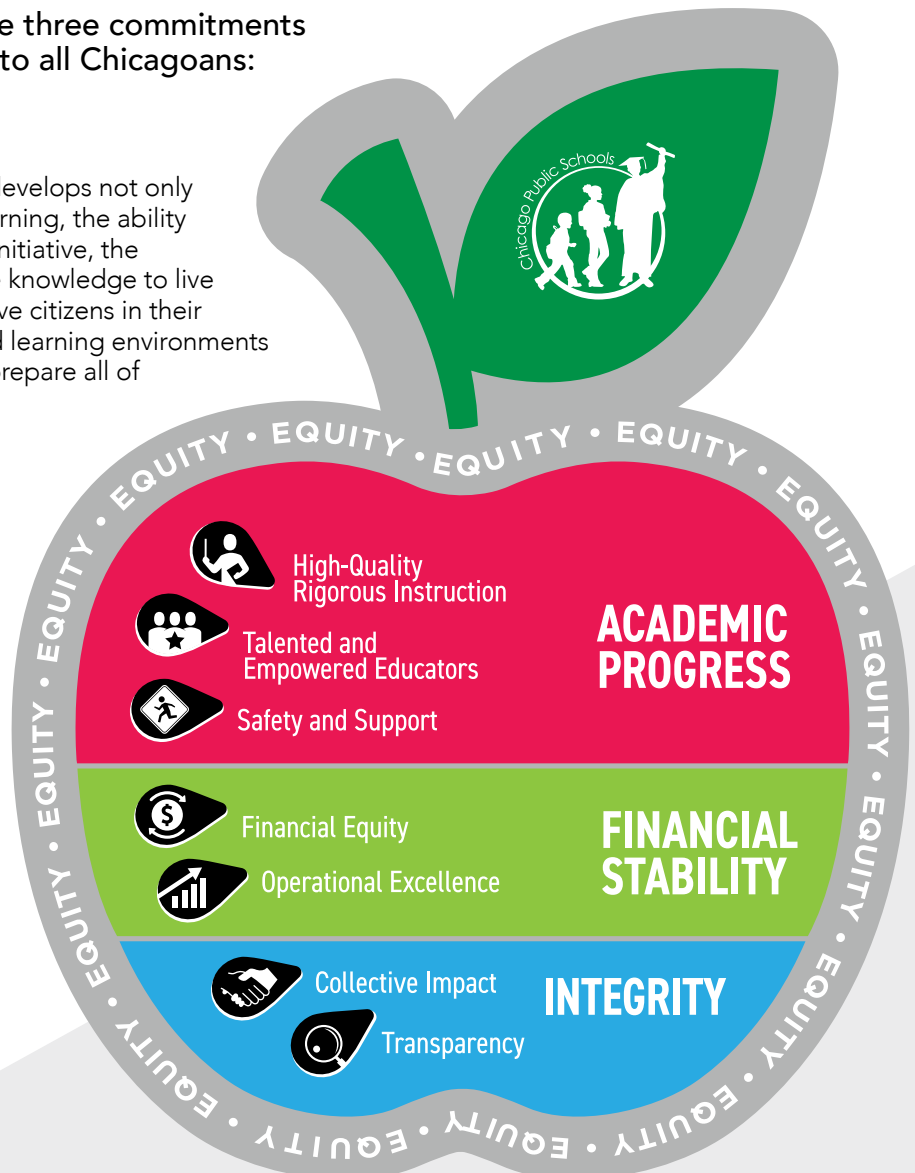 e three commitments
to all Chicagoans:
develops not only
rning, the ability
nitiative, the
knowledge to live
ve citizens in their
d learning environments
prepare all of
Chicago Public Schools
EQUITY • EQUITY • EQUITY • EQUITY • EQUITY • EQUITY • EQUITY • EQUITY • EQUITY • EQUITY • EQUITY • EQUITY • EQUITY • EQUITY • EQUITY •
High-Quality
Rigorous Instruction
Talented and
Empowered Educators
Safety and Support
ACADEMIC
PROGRESS
Financial Equity
Operational Excellence
FINANCIAL
STABILITY
Collective Impact
Transparency
INTEGRITY